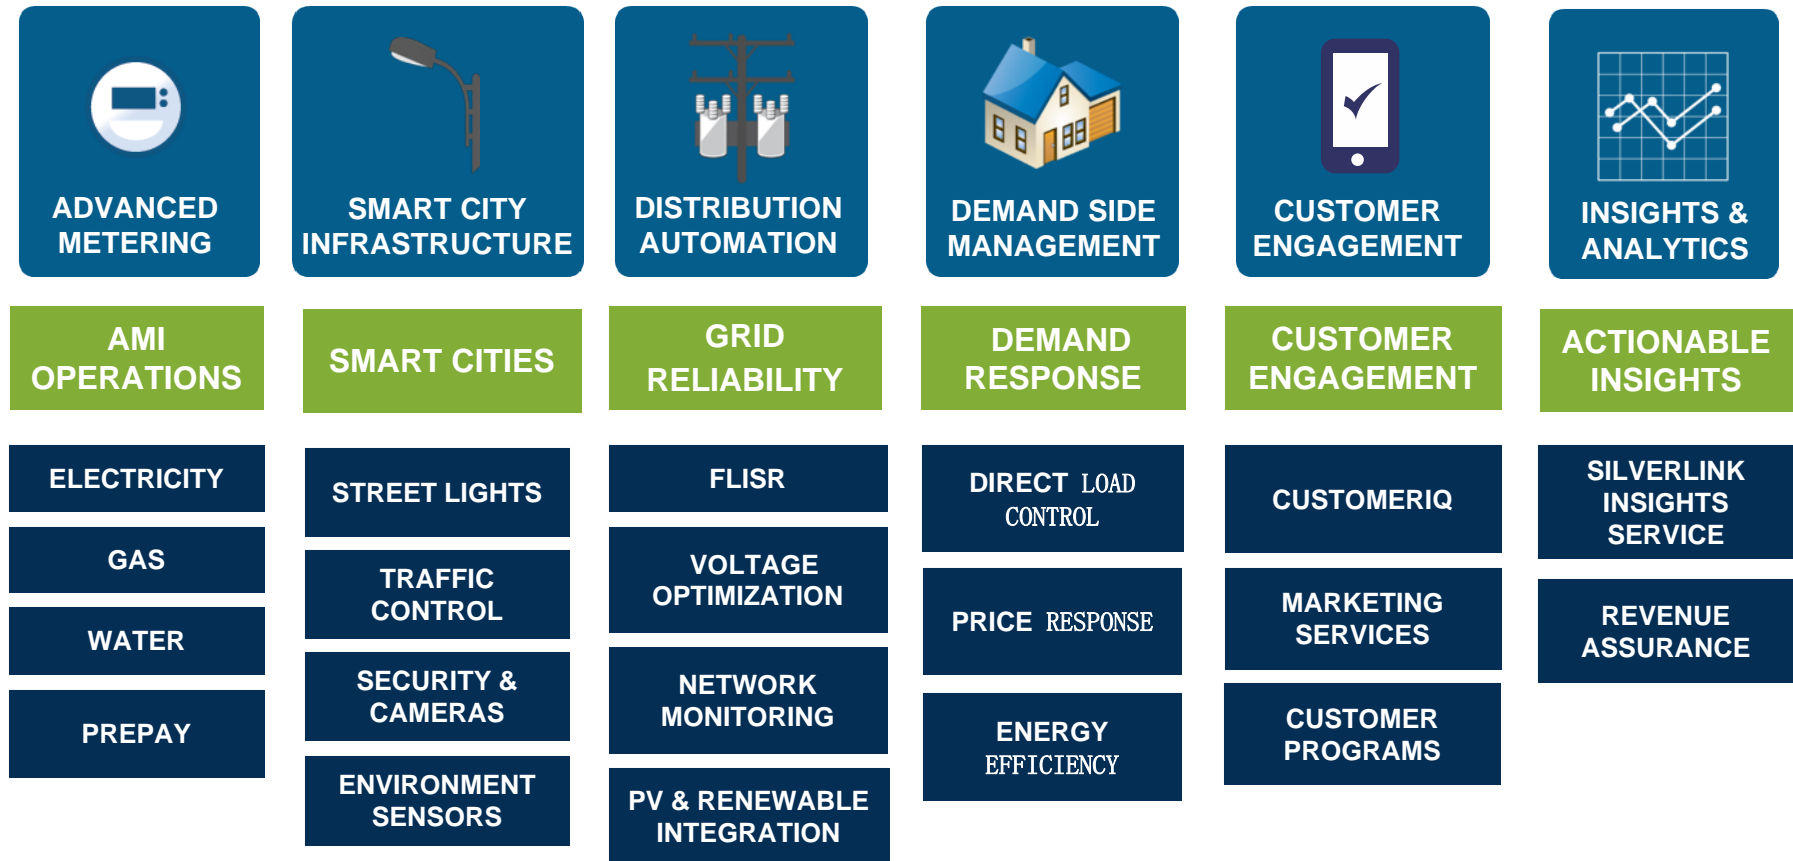 ADVANCED
METERING
SMART CITY
INFRASTRUCTURE
DISTRIBUTION
AUTOMATION
DEMAND SIDE
MANAGEMENT
CUSTOMER
ENGAGEMENT
INSIGHTS &
ANALYTICS
AMI
OPERATIONS
SMART CITIES
GRID
RELIABILITY
DEMAND
RESPONSE
CUSTOMER
ENGAGEMENT
ACTIONABLE
INSIGHTS
ELECTRICITY
GAS
WATER
PREPAY
STREET LIGHTS
TRAFFIC
CONTROL
SECURITY &
CAMERAS
ENVIRONMENT
SENSORS
FLISR
VOLTAGE
OPTIMIZATION
NETWORK
MONITORING
PV & RENEWABLE
INTEGRATION
DIRECT LOAD
CONTROL
PRICE RESPONSE
ENERGY
EFFICIENCY
CUSTOMERIQ
MARKETING
SERVICES
CUSTOMER
PROGRAMS
SILVERLINK
INSIGHTS
SERVICE
REVENUE
ASSURANCE